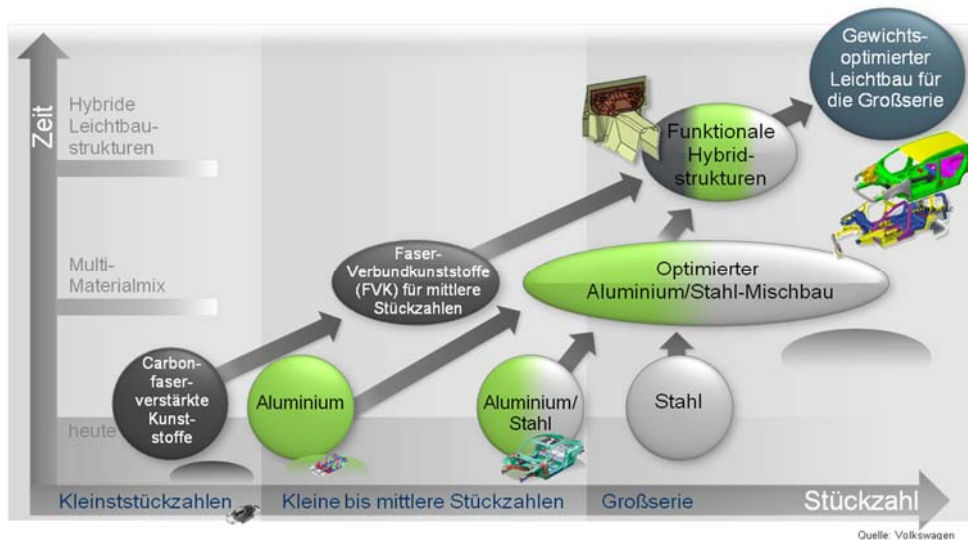 Zeit
Hybride
Leichtbau-
strukturen
Multi-
Materialmix
heute
Gewichts-
optimierter
Leichtbau für
die Großserie
Funktionale
Hybrid-
strukturen
Faser-
Verbundkunststoffe
(FVK) für mittlere
Stückzahlen
Optimierter
Aluminium/Stahl-Mischbau
Carbon-
faser-
verstärkte
Kunst-
stoffe
Aluminium
Aluminium/
Stahl
Stahl
Kleinststückzahlen
Kleine bis mittlere Stückzahlen
Großserie
Stückzahl
Quelle: Volkswagen